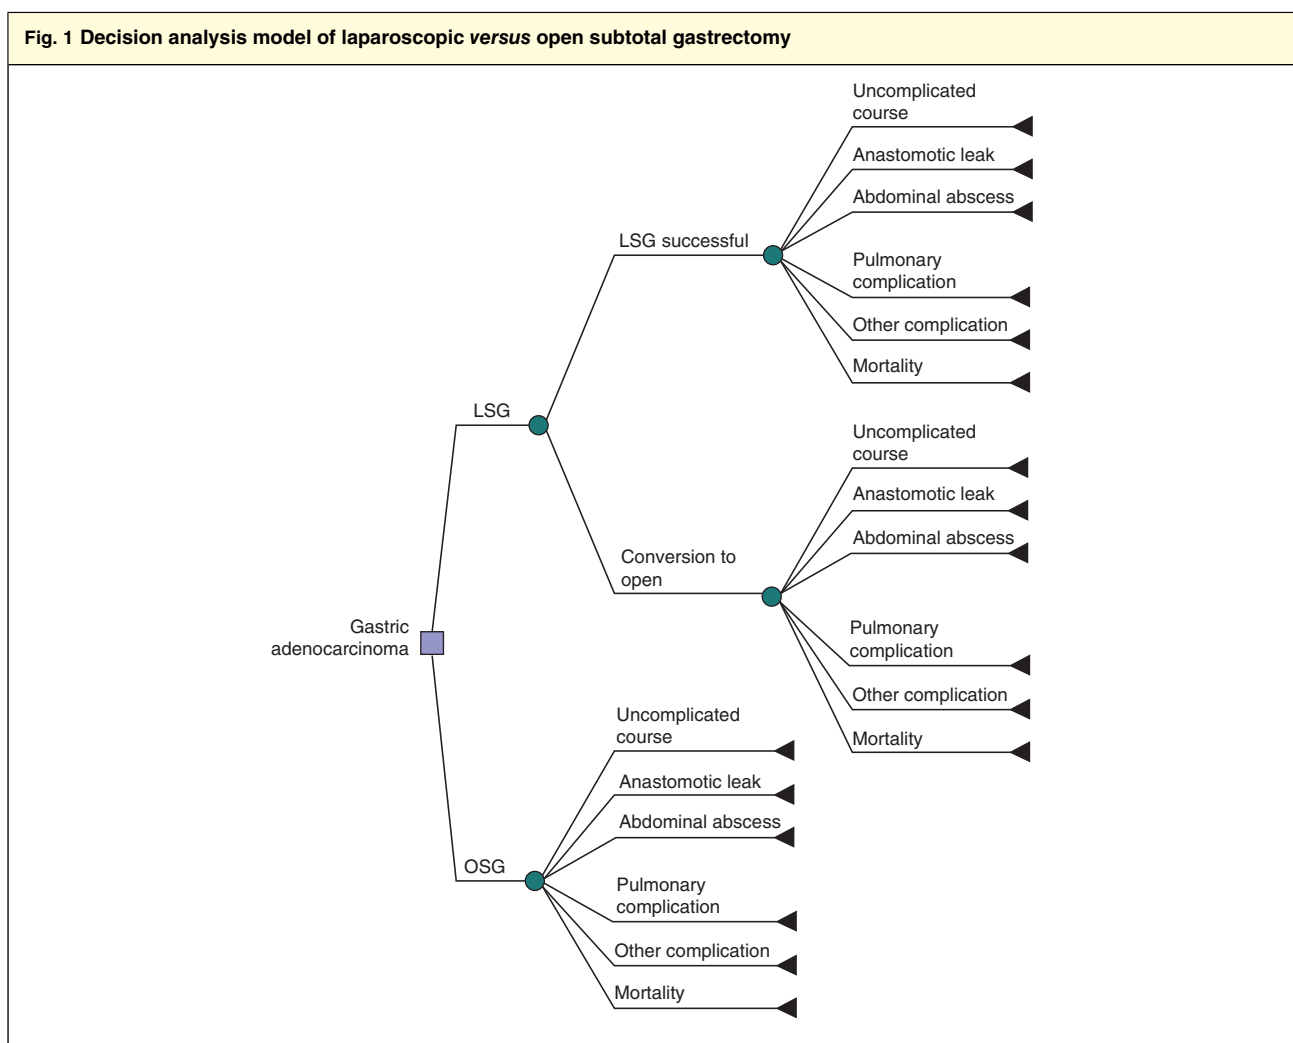 Fig. 1 Decision analysis model of laparoscopic versus open subtotal gastrectomy
Uncomplicated
course
Anastomotic leak
Abdominal abscess
LSG successful
Pulmonary
complication
Other complication
Mortality
LSG
Uncomplicated
course
Anastomotic leak
Abdominal abscess
Conversion to
open
Pulmonary
complication
Other complication
Mortality
Gastric
adenocarcinoma
Uncomplicated
course
Anastomotic leak
Abdominal abscess
OSG
Pulmonary
complication
Other complication
Mortality